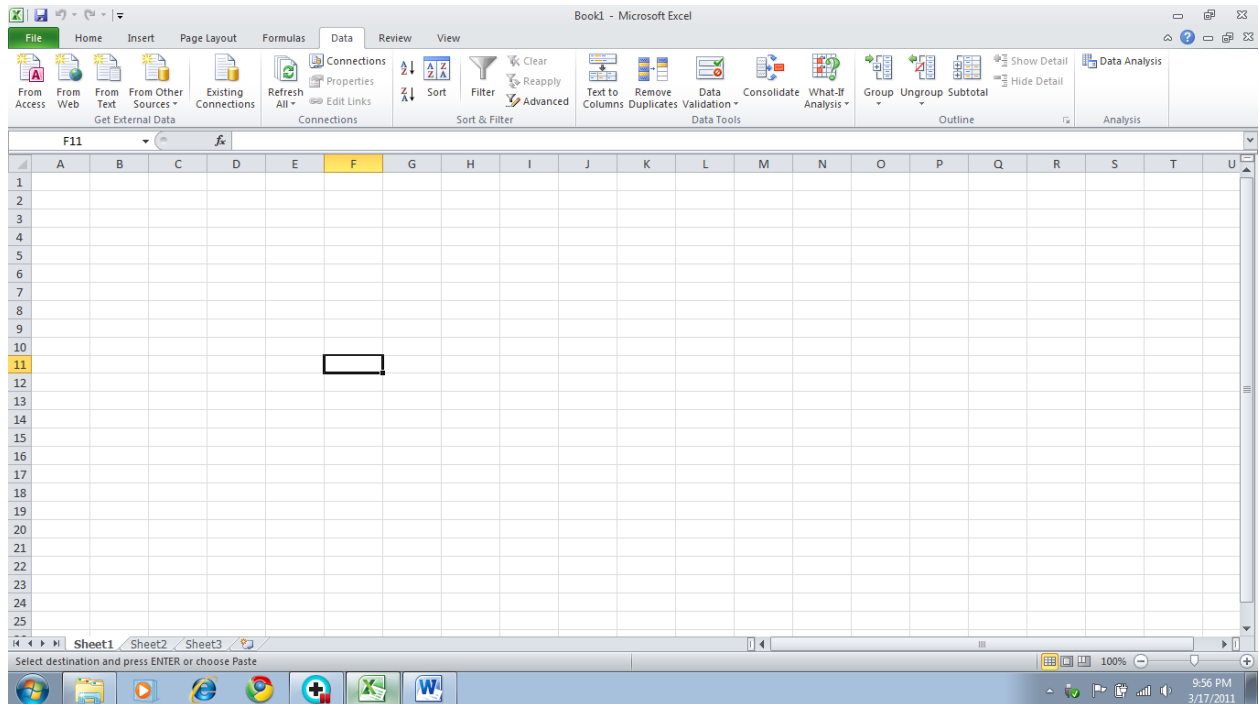 Book1 - Microsoft Excel
File Home Insert Page Layout Formulas Data Review View
From Access
From Web
From Text
From Other Sources
Existing Connections
Get External Data
Refresh All
Connections
Properties
Edit Links
Connections
Sort
Filter
Clear
Reapply
Advanced
Sort & Filter
Text to Columns
Remove Duplicates
Data Validation
Consolidate
What-If Analysis
Data Tools
Group
Ungroup
Subtotal
Show Detail
Hide Detail
Outline
Data Analysis
Analysis
F11 fx
A B C D E F G H I J K L M N O P Q R S T U
1
2
3
4
5
6
7
8
9
10
11
12
13
14
15
16
17
18
19
20
21
22
23
24
25
Sheet1 Sheet2 Sheet3
Select destination and press ENTER or choose Paste 100%
9:56 PM
3/17/2011